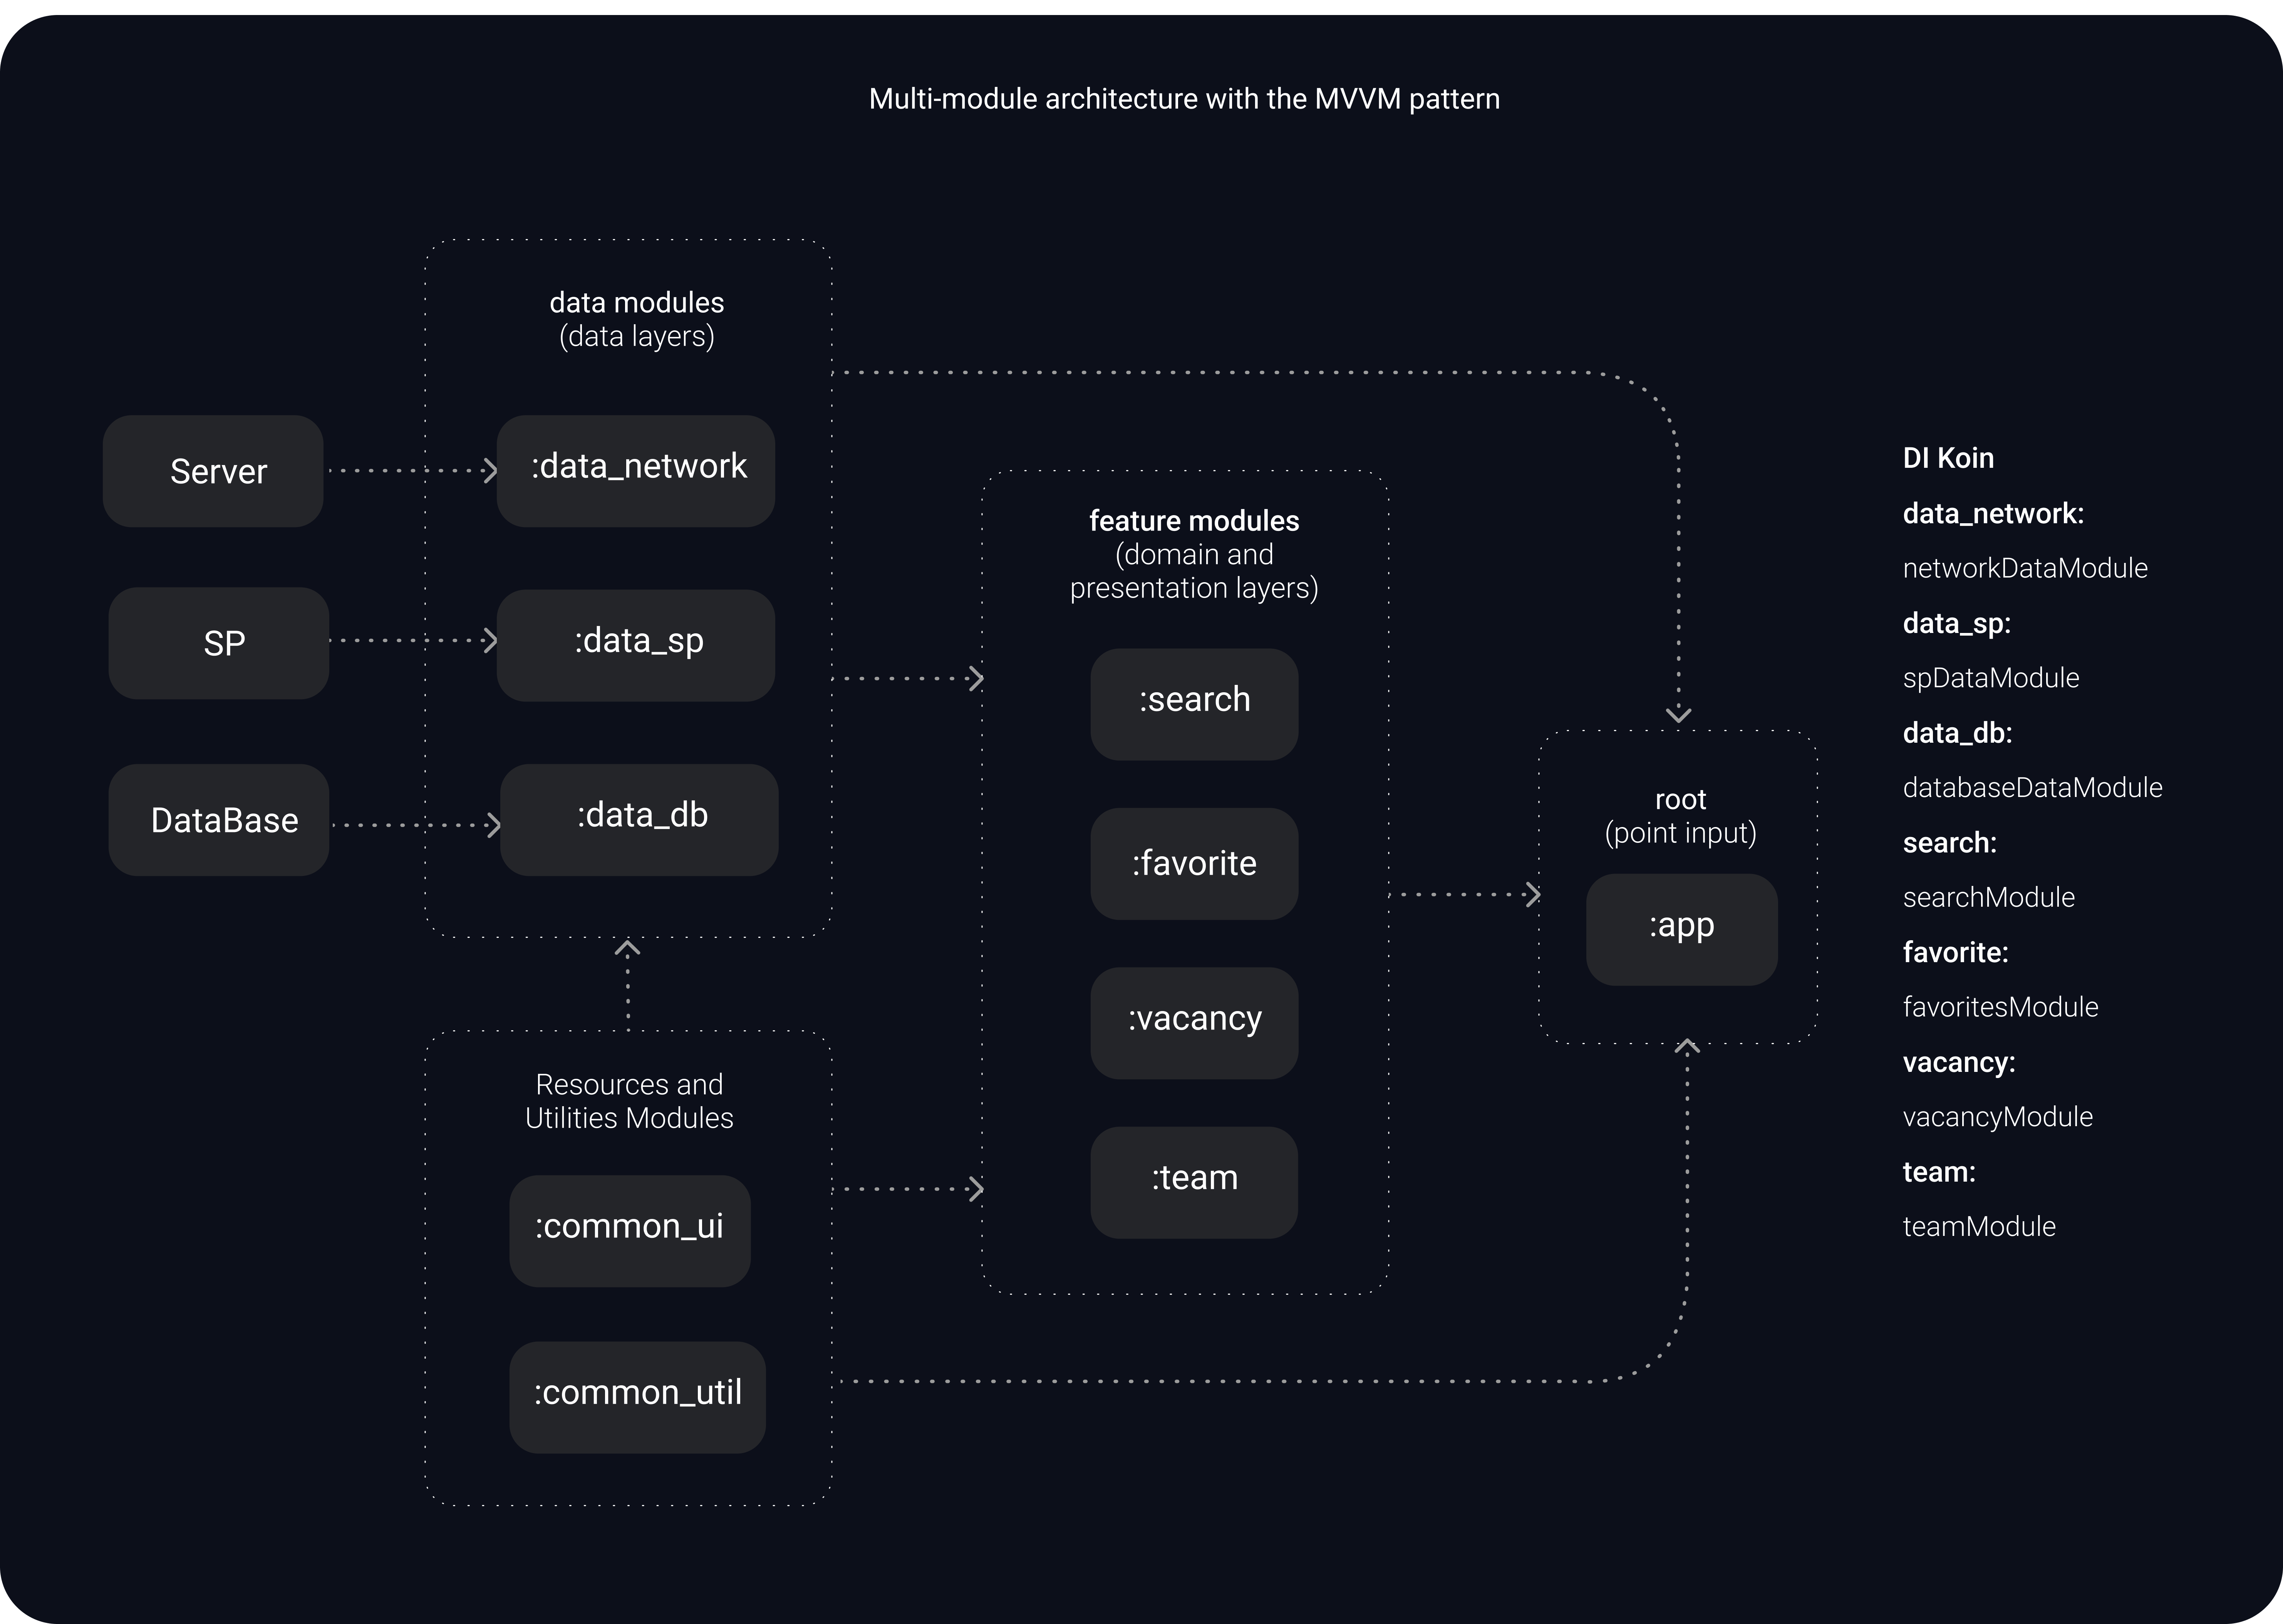 Multi-module architecture with the MVVM pattern
data modules
(data layers)
Server
:data_network
SP
:data_sp
DataBase
:data_db
Resources and
Utilities Modules
:common_ui
:common_util
feature modules
(domain and
presentation layers)
:search
:favorite
:vacancy
:team
root
(point input)
:app
DI Koin
data_network:
networkDataModule
data_sp:
spDataModule
data_db:
databaseDataModule
search:
searchModule
favorite:
favoritesModule
vacancy:
vacancyModule
team:
teamModule